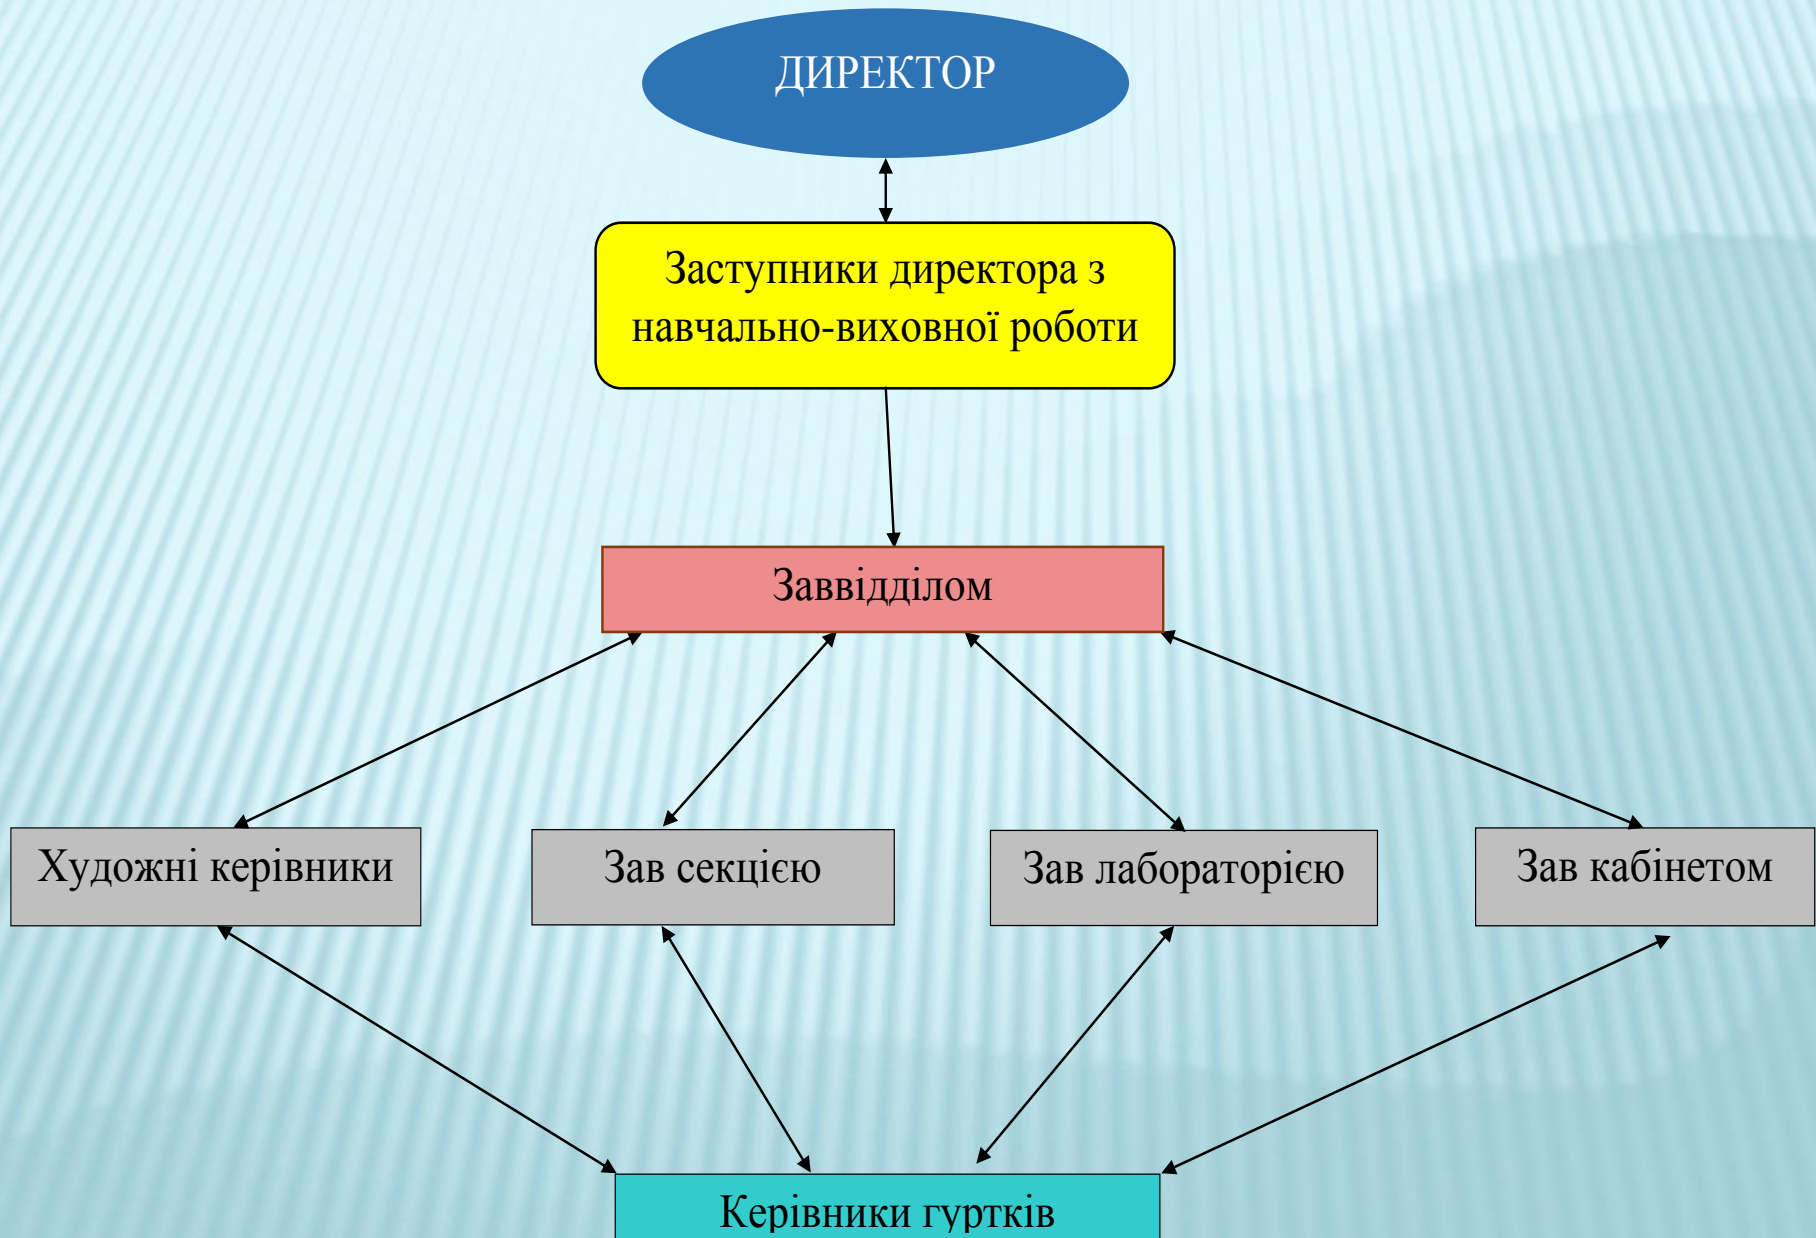 ДИРЕКТОР
Заступники директора з
навчально-виховної роботи
Заввідділом
Художні керівники
Зав секцією
Зав лабораторією
Зав кабінетом
Керівники гуртків